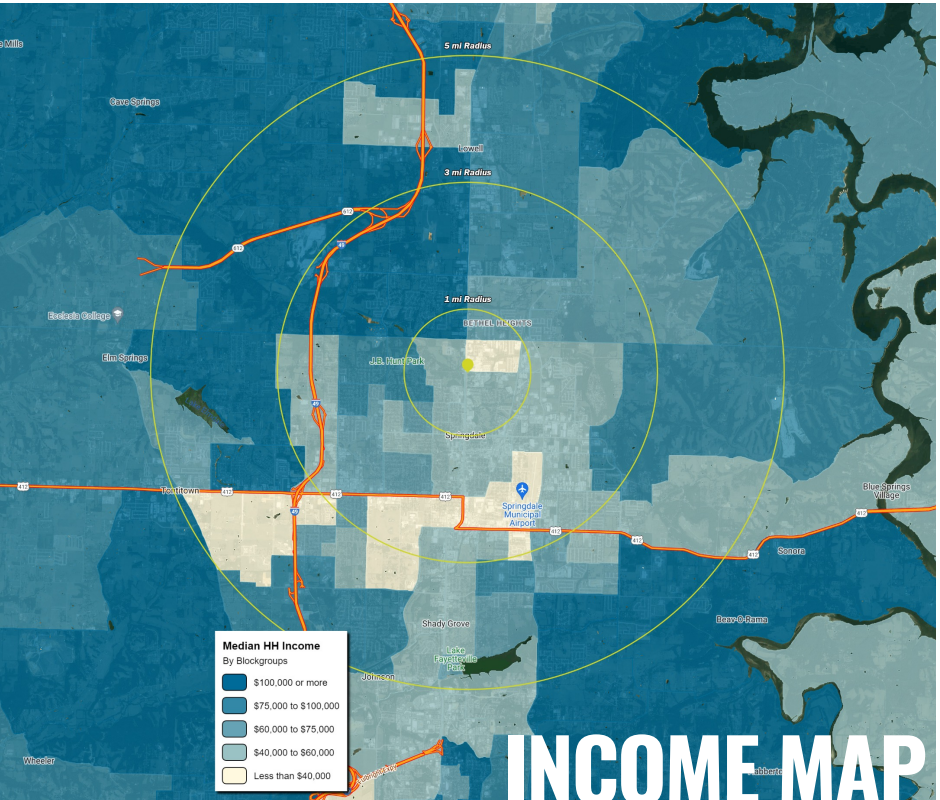 5 mi Radius
e Mills
Cave Springs
Lowell
3 mi Radius
612
612
49
1 mi Radius
Ecclesia College
BETHEL HEIGHTS
Elm Springs
J.B. Hunt Park
49
Springdale
Tontitown
412
412
412
412
Blue Springs
Village
49
Springdale
Municipal
Airport
412
412
412
412
Sonora
Shady Grove
Beav-O-Rama
Lake
Fayetteville
Park
Johnson
Median HH Income
By Blockgroups
$100,000 or more
$75,000 to $100,000
$60,000 to $75,000
$40,000 to $60,000
Less than $40,000
Wheeler
INCOME MAP